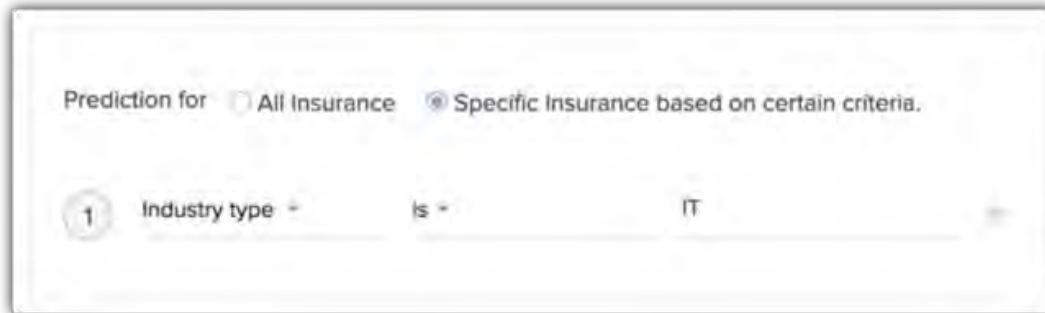 Prediction for All Insurance Specific Insurance based on certain criteria.
1 Industry type Is IT